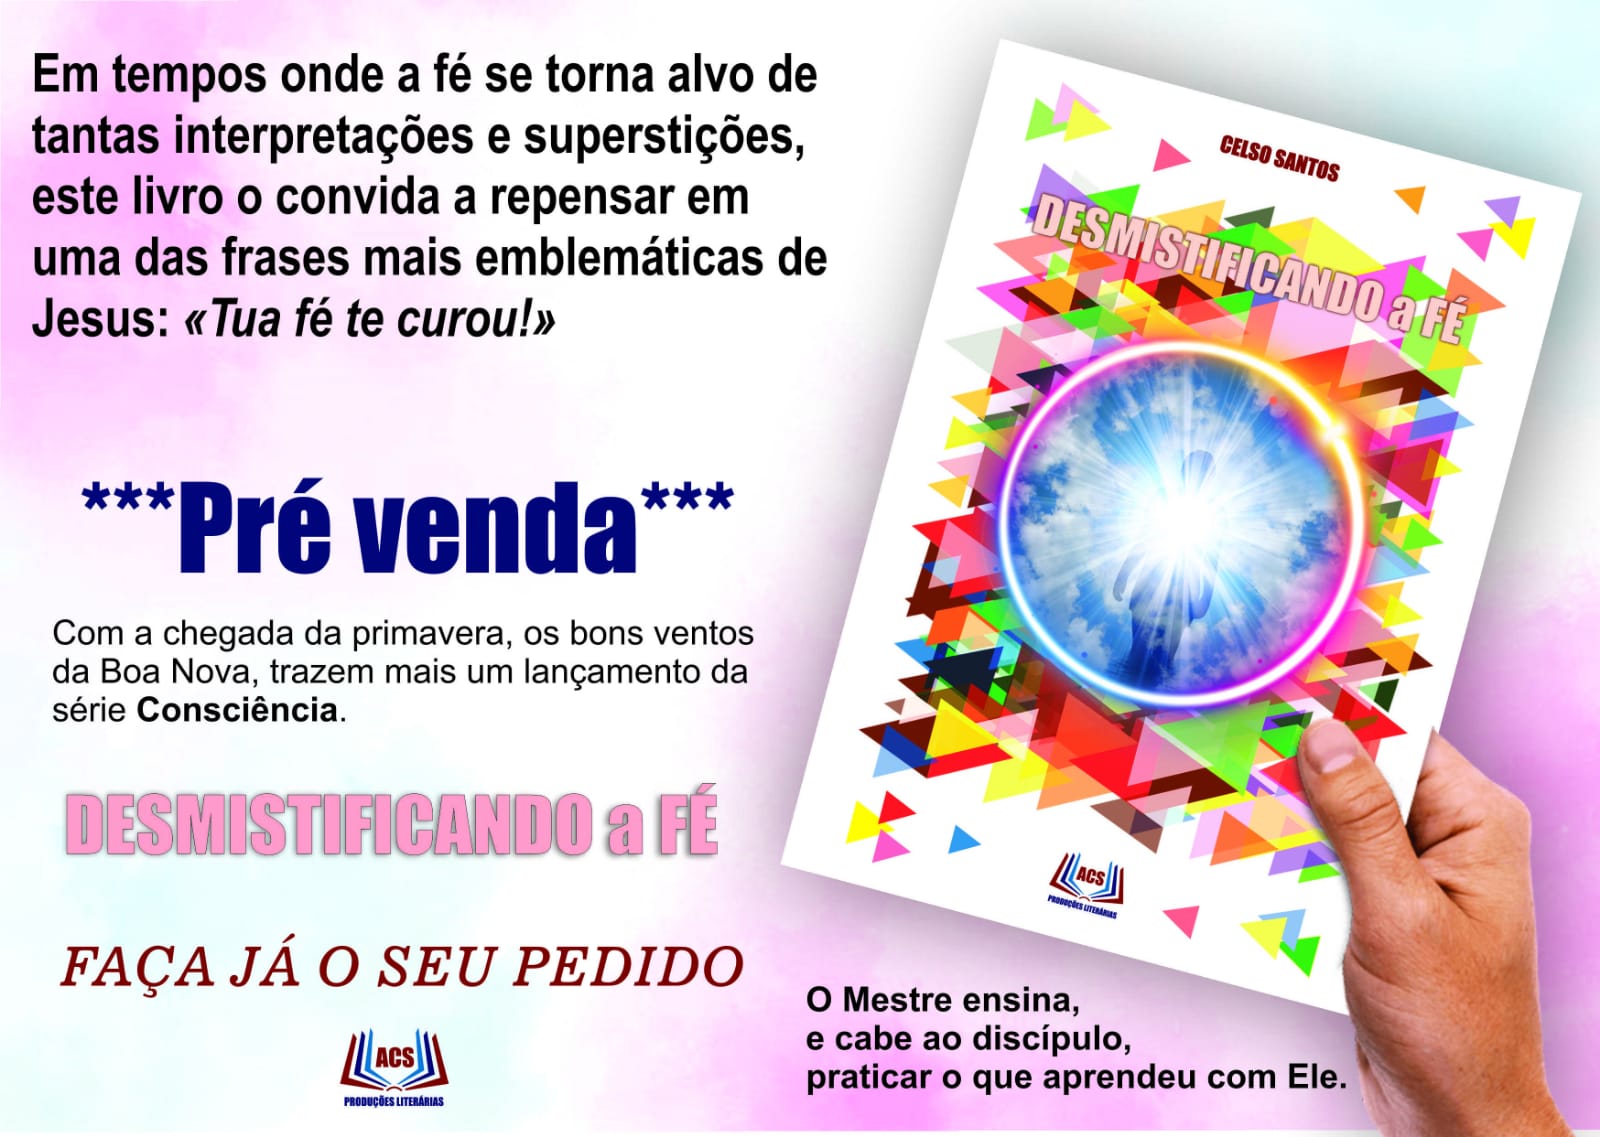 Em tempos onde a fé se torna alvo de
tantas interpretações e superstições,
este livro o convida a repensar em
uma das frases mais emblemáticas de
Jesus: «Tua fé te curou!»
***Pré venda***
Com a chegada da primavera, os bons ventos
da Boa Nova, trazem mais um lançamento da
série Consciência.
DESMISTIFICANDO a FÉ
FAÇA JÁ O SEU PEDIDO
ACS
PRODUÇÕES LITERÁRIAS
CELSO SANTOS
DESMISTIFICANDO a FÉ
ACS
PRODUÇÕES LITERÁRIAS
O Mestre ensina,
e cabe ao discípulo,
praticar o que aprendeu com Ele.